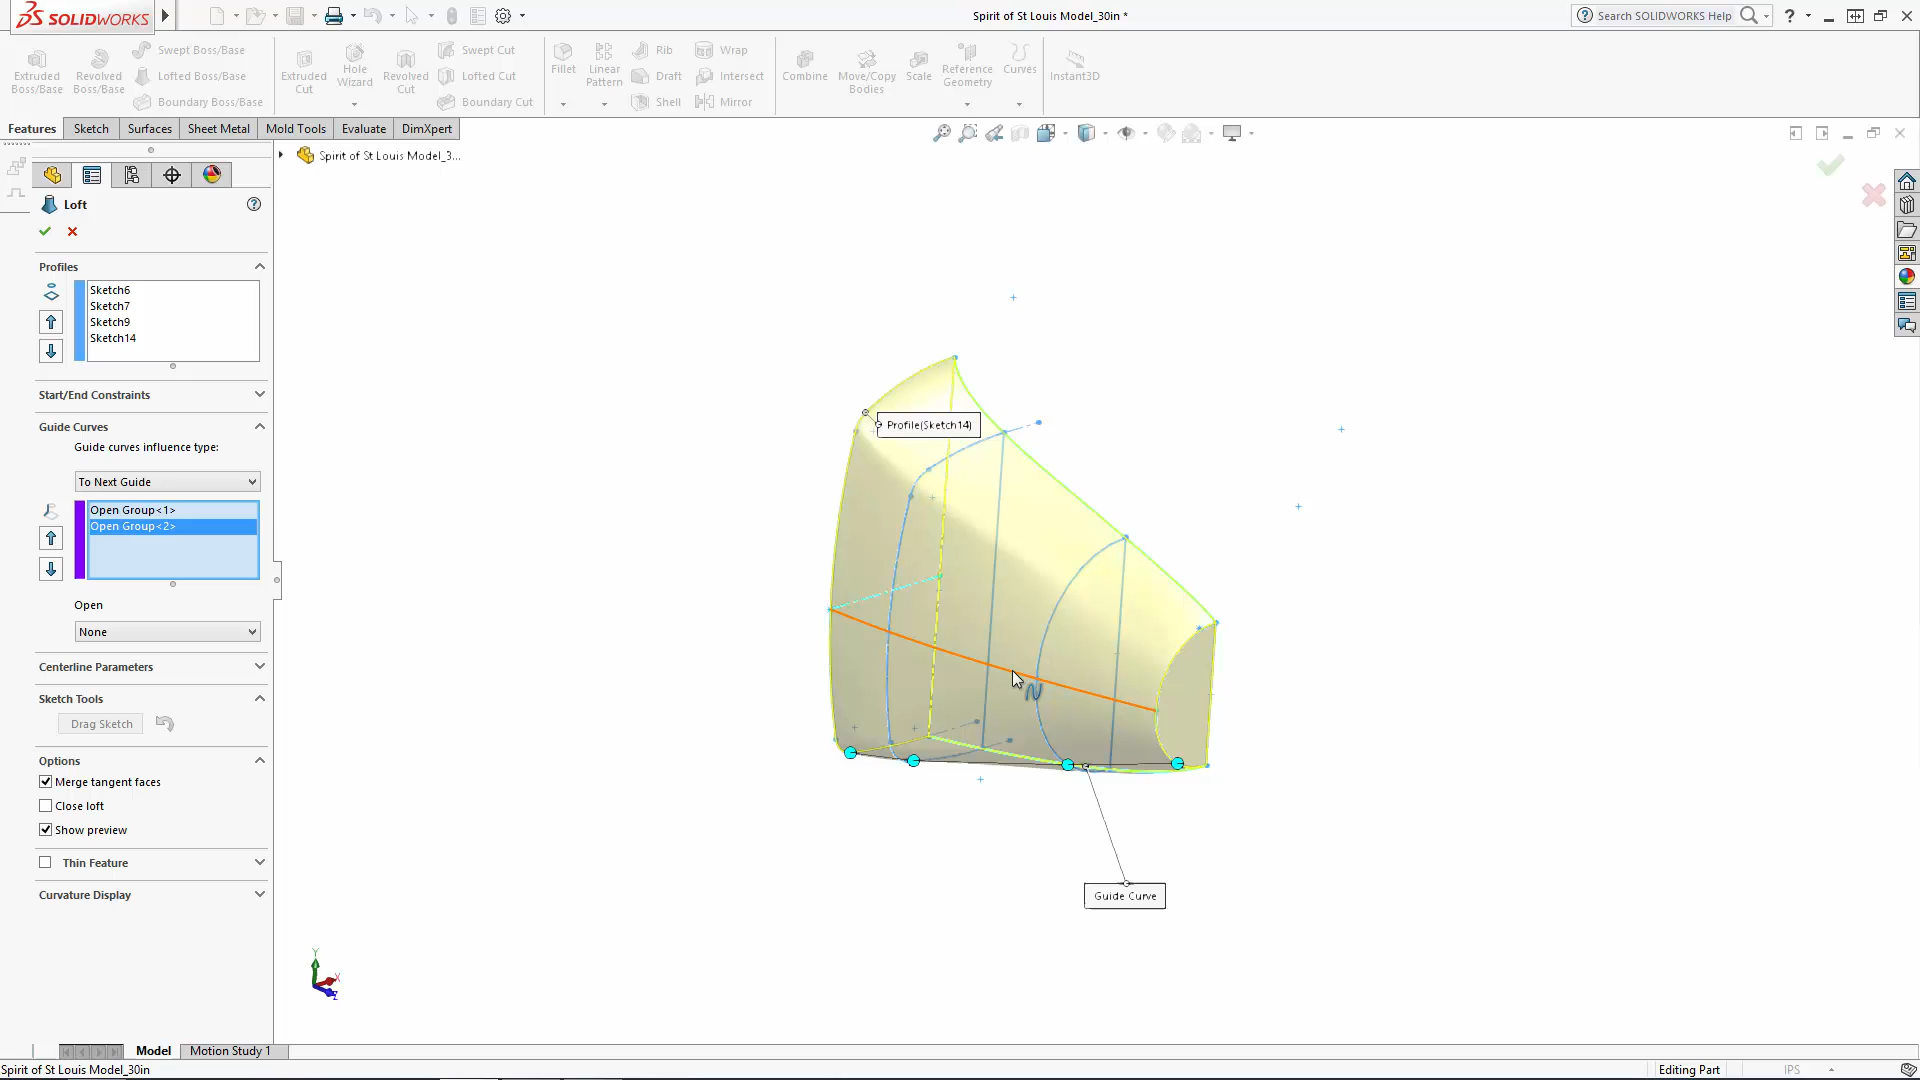 SOLIDWORKS
Spirit of St Louis Model_30in *
Search SOLIDWORKS Help
?
Extruded Boss/Base
Revolved Boss/Base
Swept Boss/Base
Lofted Boss/Base
Boundary Boss/Base
Extruded Cut
Hole Wizard
Revolved Cut
Swept Cut
Lofted Cut
Boundary Cut
Fillet
Linear Pattern
Rib
Draft
Shell
Wrap
Intersect
Mirror
Combine
Move/Copy Bodies
Scale
Reference Geometry
Curves
Instant3D
Features
Sketch
Surfaces
Sheet Metal
Mold Tools
Evaluate
DimXpert
Spirit of St Louis Model_3...
Loft
?
Profiles
Sketch6
Sketch7
Sketch9
Sketch14
Start/End Constraints
Guide Curves
Guide curves influence type:
To Next Guide
Open Group<1>
Open Group<2>
Open
None
Centerline Parameters
Sketch Tools
Drag Sketch
Options
Merge tangent faces
Close loft
Show preview
Thin Feature
Curvature Display
Profile(Sketch14)
Guide Curve
Y
X
Z
Model
Motion Study 1
Spirit of St Louis Model_30in
Editing Part
IPS